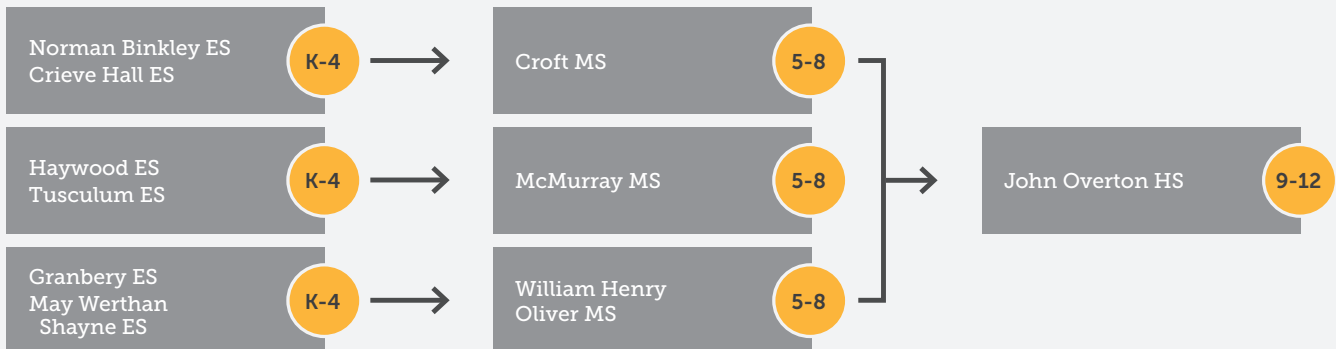 Norman Binkley ES
Crieve Hall ES
K-4
Croft MS
5-8
Haywood ES
Tusculum ES
K-4
McMurray MS
5-8
John Overton HS
9-12
Granbery ES
May Werthan
Shayne ES
K-4
William Henry
Oliver MS
5-8